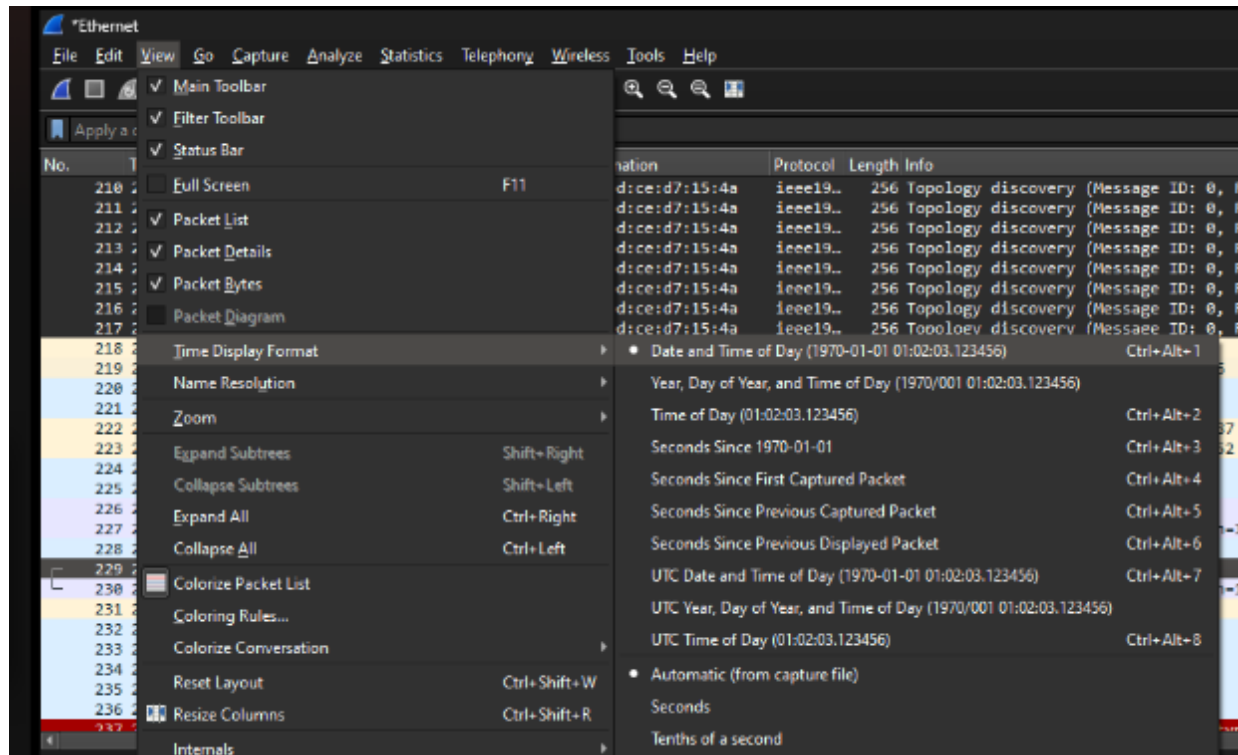 *Ethernet
File Edit View Go Capture Analyze Statistics Telephony Wireless Tools Help
Main Toolbar
Filter Toolbar
Apply a
Status Bar
No. Protocol Length Info
Full Screen F11
210 d:ce:d7:15:4a ieee19… 256 Topology discovery (Message ID: 0,
211 d:ce:d7:15:4a ieee19… 256 Topology discovery (Message ID: 0,
Packet List
212 d:ce:d7:15:4a ieee19… 256 Topology discovery (Message ID: 0,
213 d:ce:d7:15:4a ieee19… 256 Topology discovery (Message ID: 0,
Packet Details
214 d:ce:d7:15:4a ieee19… 256 Topology discovery (Message ID: 0,
215 d:ce:d7:15:4a ieee19… 256 Topology discovery (Message ID: 0,
Packet Bytes
216 d:ce:d7:15:4a ieee19… 256 Topology discovery (Message ID: 0,
Packet Diagram
217 d:ce:d7:15:4a ieee19… 256 Topology discovery (Message ID: 0,
218 Time Display Format Date and Time of Day (1970-01-01 01:02:03.123456) Ctrl+Alt+1
219
220 Name Resolution Year, Day of Year, and Time of Day (1970/001 01:02:03.123456)
221 Zoom Time of Day (01:02:03.123456) Ctrl+Alt+2
222
223 Expand Subtrees Shift+Right Seconds Since 1970-01-01 Ctrl+Alt+3
224
225 Collapse Subtrees Shift+Left Seconds Since First Captured Packet Ctrl+Alt+4
226 Expand All Ctrl+Right Seconds Since Previous Captured Packet Ctrl+Alt+5
227
228 Collapse All Ctrl+Left Seconds Since Previous Displayed Packet Ctrl+Alt+6
229
230 Colorize Packet List UTC Date and Time of Day (1970-01-01 01:02:03.123456) Ctrl+Alt+7
231 Coloring Rules... UTC Year, Day of Year, and Time of Day (1970/001 01:02:03.123456)
232
233 Colorize Conversation UTC Time of Day (01:02:03.123456) Ctrl+Alt+8
234
235 Reset Layout Ctrl+Shift+W Automatic (from capture file)
236 Resize Columns Ctrl+Shift+R Seconds
237
Internals Tenths of a second